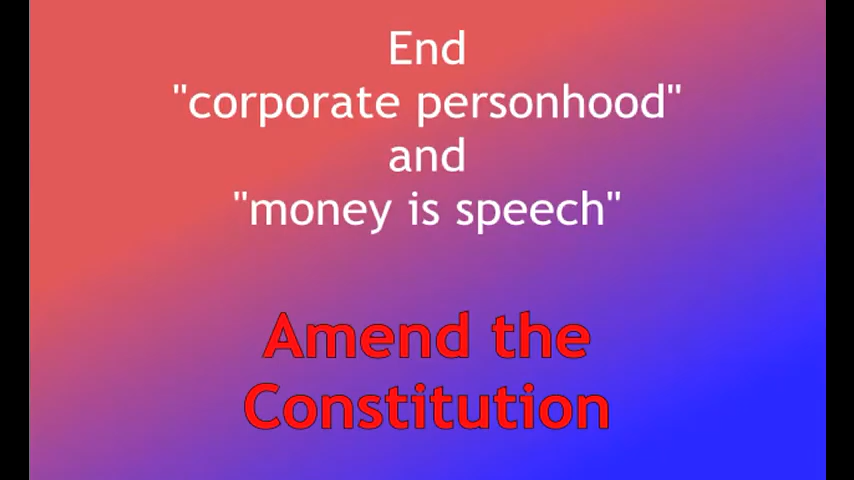 End
"corporate personhood"
and
"money is speech"
Amend the
Constitution